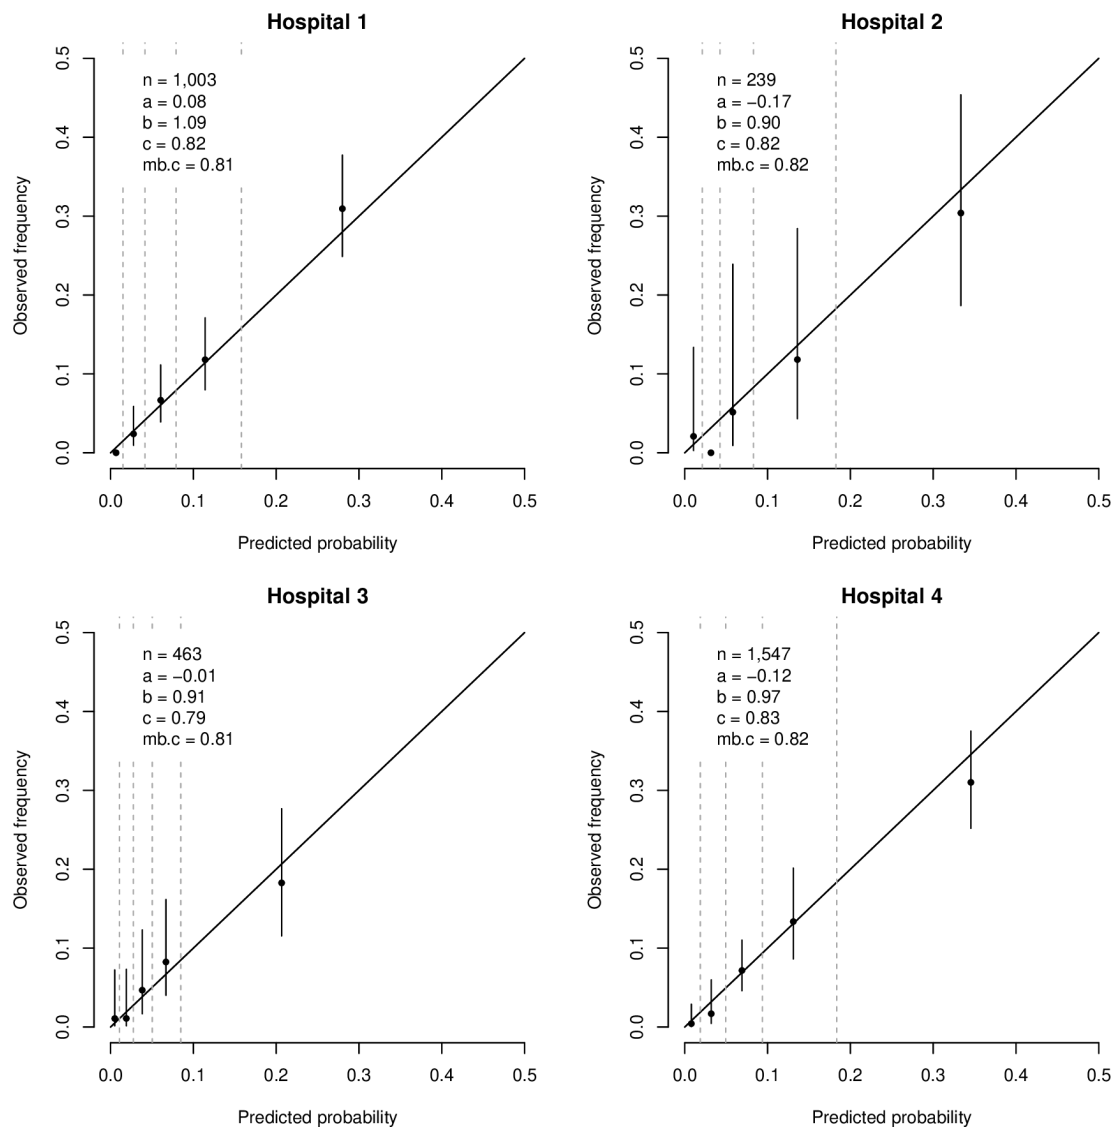 Hospital 1
n = 1,003
a = 0.08
b = 1.09
c = 0.82
mb.c = 0.81
Observed frequency
0.0
0.1
0.2
0.3
0.4
0.5
0.0 0.1 0.2 0.3 0.4 0.5
Predicted probability
Hospital 2
n = 239
a = −0.17
b = 0.90
c = 0.82
mb.c = 0.82
Observed frequency
0.0
0.1
0.2
0.3
0.4
0.5
0.0 0.1 0.2 0.3 0.4 0.5
Predicted probability
Hospital 3
n = 463
a = −0.01
b = 0.91
c = 0.79
mb.c = 0.81
Observed frequency
0.0
0.1
0.2
0.3
0.4
0.5
0.0 0.1 0.2 0.3 0.4 0.5
Predicted probability
Hospital 4
n = 1,547
a = −0.12
b = 0.97
c = 0.83
mb.c = 0.82
Observed frequency
0.0
0.1
0.2
0.3
0.4
0.5
0.0 0.1 0.2 0.3 0.4 0.5
Predicted probability